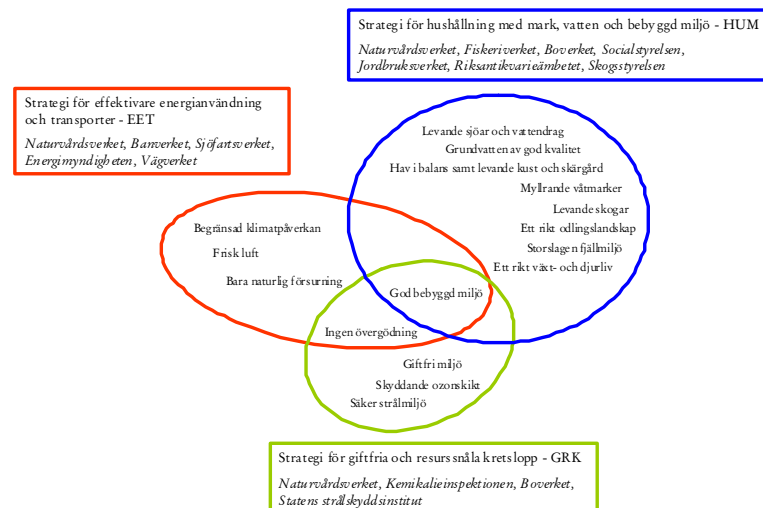 Strategi för hushållning med mark, vatten och bebyggd miljö - HUM
Naturvårdsverket, Fiskeriverket, Boverket, Socialstyrelsen,
Jordbruksverket, Riksantikvarieämbetet, Skogsstyrelsen
Strategi för effektivare energianvändning
och transporter - EET
Naturvårdsverket, Banverket, Sjöfartsverket,
Energimyndigheten, Vägverket
Levande sjöar och vattendrag
Grundvatten av god kvalitet
Hav i balans samt levande kust och skärgård
Myllrande våtmarker
Levande skogar
Ett rikt odlingslandskap
Storslagen fjällmiljö
Ett rikt växt- och djurliv
Begränsad klimatpåverkan
Frisk luft
Bara naturlig försurning
God bebyggd miljö
Ingen övergödning
Giftfri miljö
Skyddande ozonskikt
Säker strålmiljö
Strategi för giftfria och resurssnåla kretslopp - GRK
Naturvårdsverket, Kemikalieinspektionen, Boverket,
Statens strålskyddsinstitut